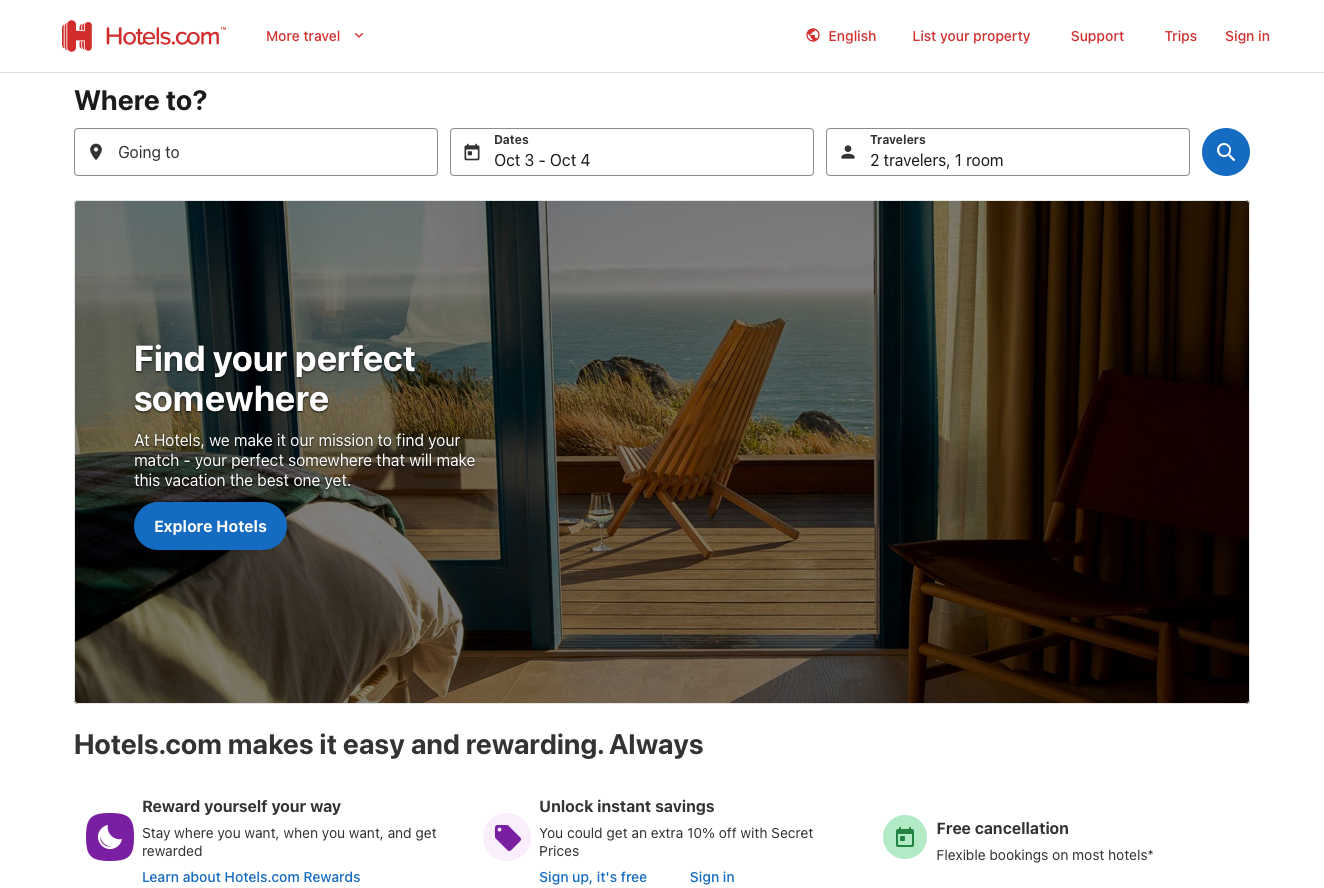 Hotels.com™
More travel
English
List your property
Support
Trips
Sign in
Where to?
Going to
Dates
Oct 3 - Oct 4
Travelers
2 travelers, 1 room
Find your perfect
somewhere
At Hotels, we make it our mission to find your
match - your perfect somewhere that will make
this vacation the best one yet.
Explore Hotels
Hotels.com makes it easy and rewarding. Always
Reward yourself your way
Stay where you want, when you want, and get
rewarded
Learn about Hotels.com Rewards
Unlock instant savings
You could get an extra 10% off with Secret
Prices
Sign up, it's free
Sign in
Free cancellation
Flexible bookings on most hotels*